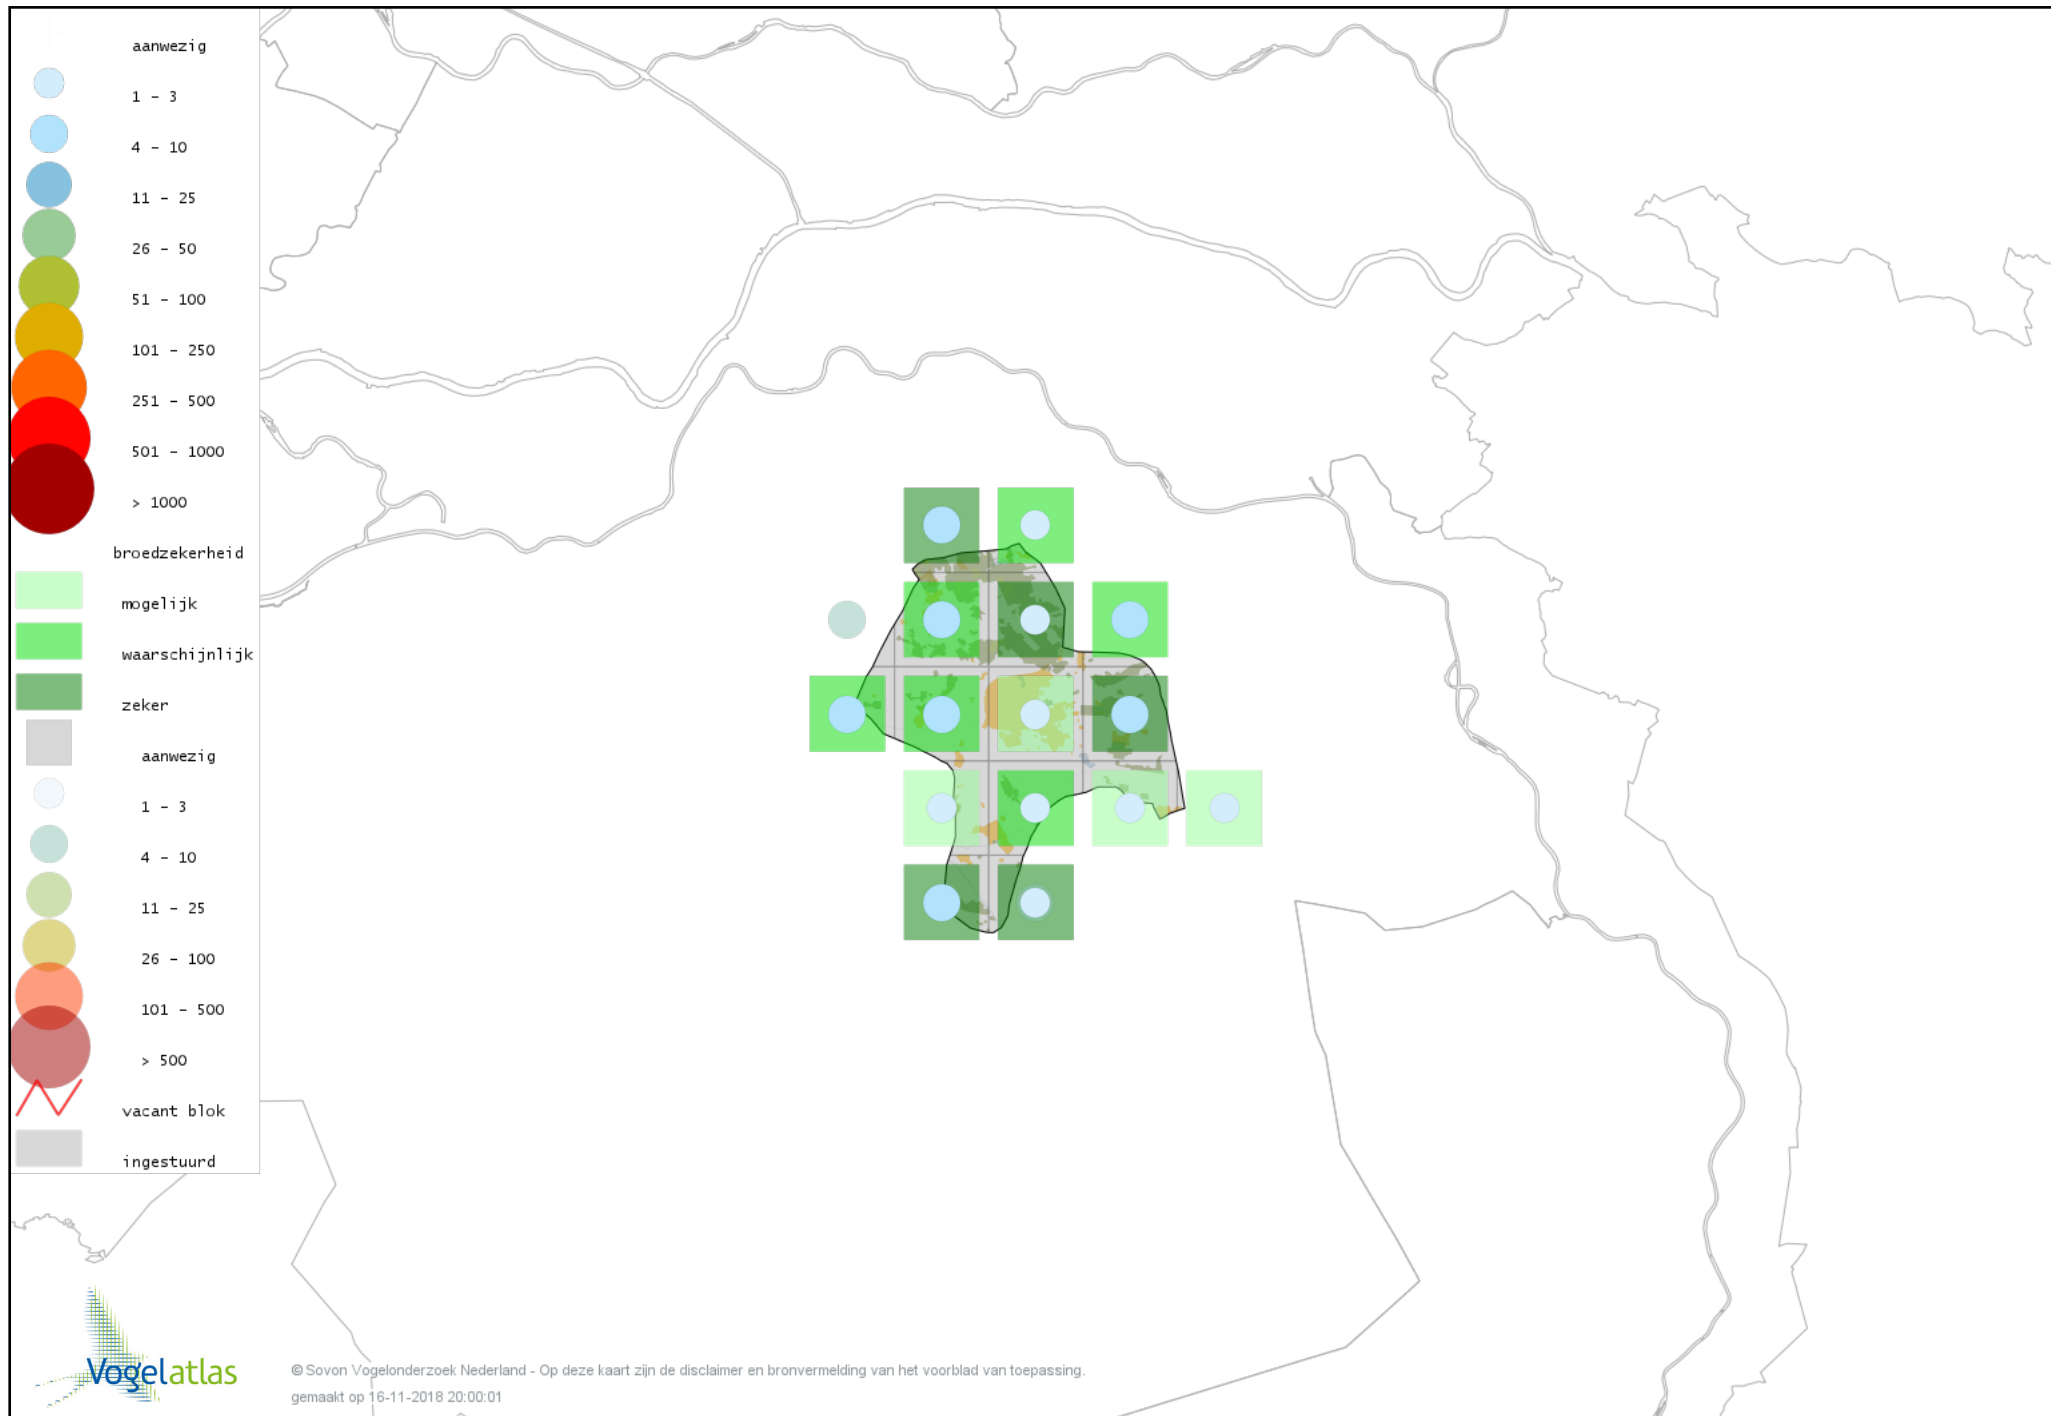 aanwezig
1 - 3
4 - 10
11 - 25
26 - 50
51 - 100
101 - 250
251 - 500
501 - 1000
> 1000
broedzekerheid
mogelijk
waarschijnlijk
zeker
aanwezig
1 - 3
4 - 10
11 - 25
26 - 100
101 - 500
> 500
vacant blok
ingestuurd
Vogelatlas
© Sovon Vogelonderzoek Nederland - Op deze kaart zijn de disclaimer en bronvermelding van het voorblad van toepassing.
gemaakt op 16-11-2018 20:00:01